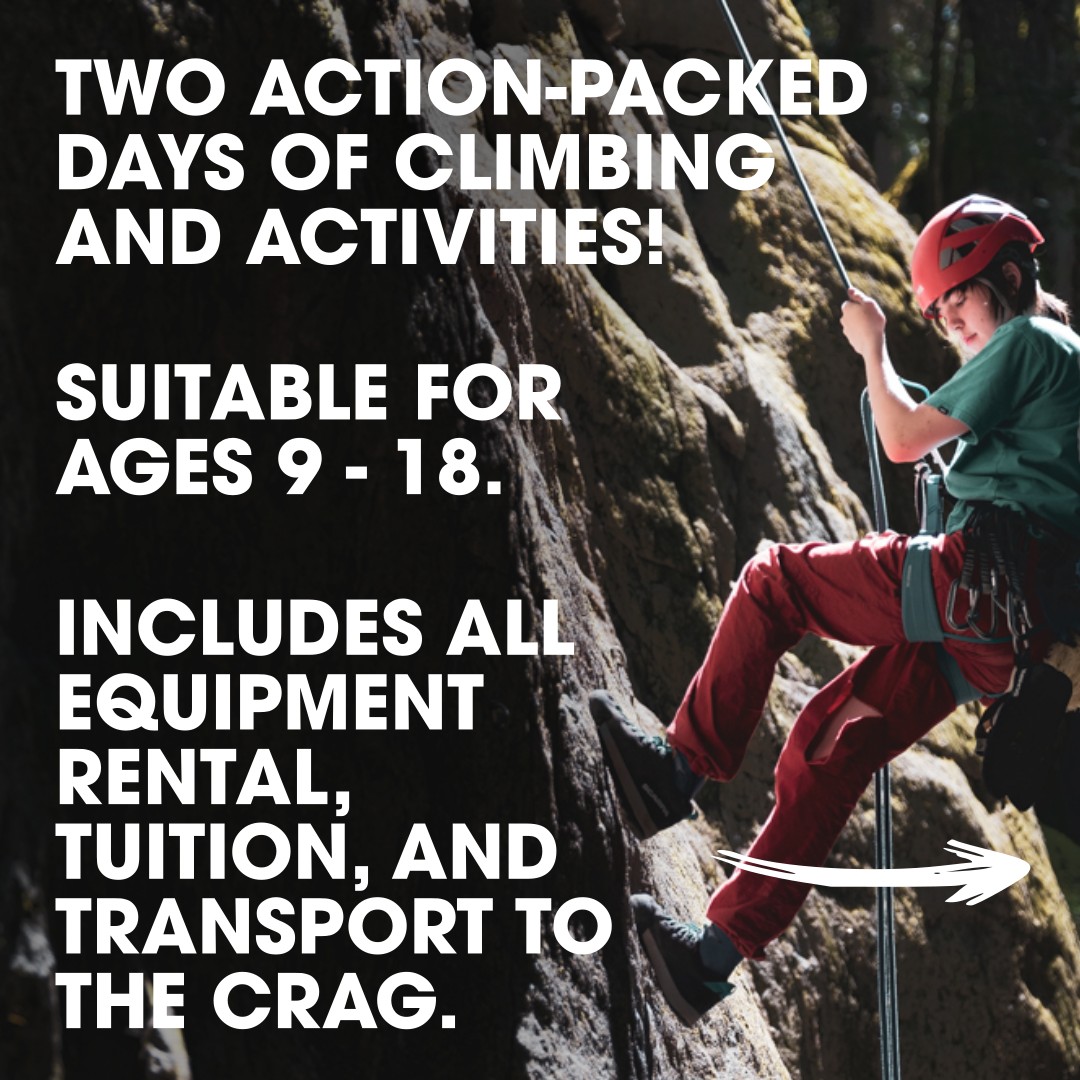 TWO ACTION-PACKED
DAYS OF CLIMBING
AND ACTIVITIES!
SUITABLE FOR
AGES 9 - 18.
INCLUDES ALL
EQUIPMENT
RENTAL,
TUITION, AND
TRANSPORT TO
THE CRAG.